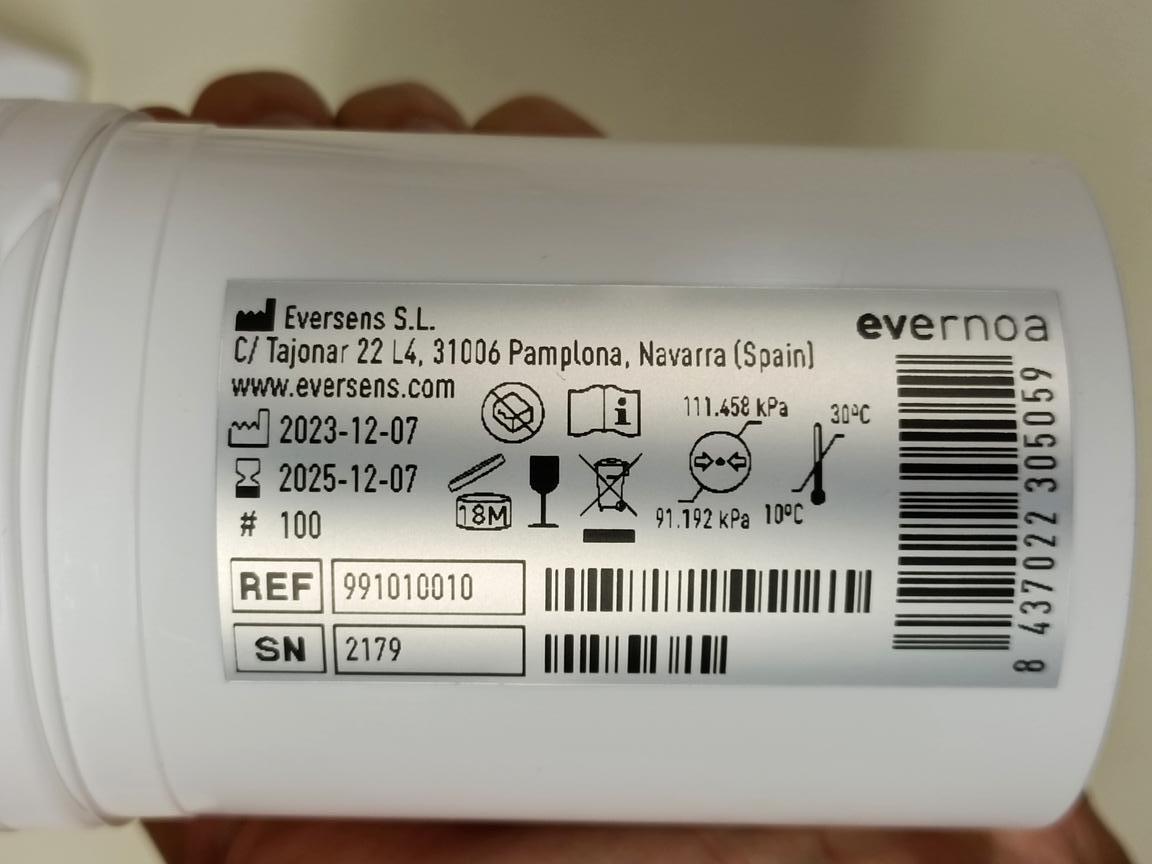 Eversens S.L.
C/ Tajonar 22 L4, 31006 Pamplona, Navarra (Spain)
www.eversens.com
2023-12-07
2025-12-07
# 100
18M
111.458 kPa
91.192 kPa
30ºC
10ºC
REF 991010010
SN 2179
evernoa
8 437022 305059